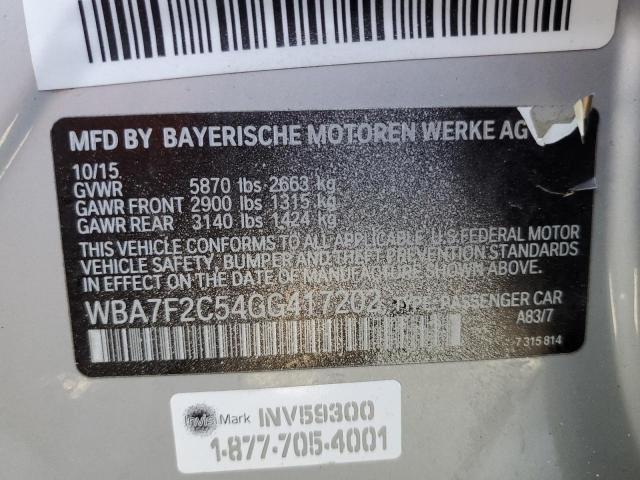 MFD BY BAYERISCHE MOTOREN WERKE AG
10/15
GVWR 5870 lbs 2663 kg
GAWR FRONT 2900 lbs 1315 kg
GAWR REAR 3140 lbs 1424 kg
THIS VEHICLE CONFORMS TO ALL APPLICABLE U.S FEDERAL MOTOR
VEHICLE SAFETY, BUMPER AND THEFT PREVENTION STANDARDS
IN EFFECT ON THE DATE OF MANUFACTURE SHOWN ABOVE.
WBA7F2C54GG417202 TYPE: PASSENGER CAR
A83/7
7 315 814
InvisiMark INVI59300
1-877-705-4001